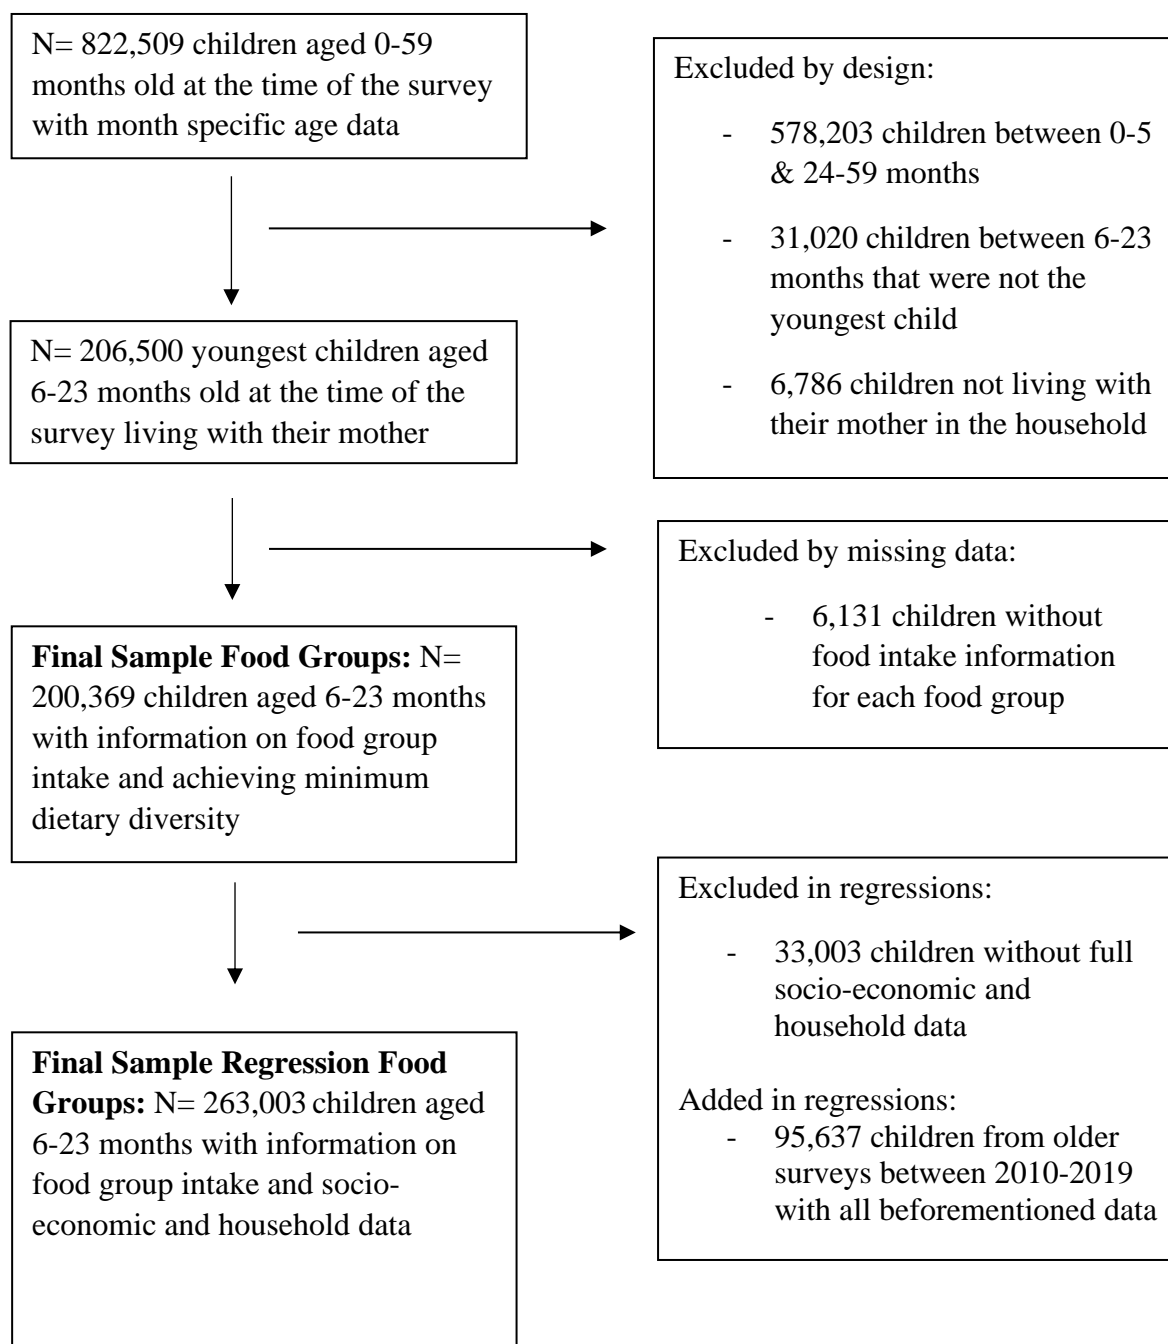 N= 822,509 children aged 0-59
months old at the time of the survey
with month specific age data
Excluded by design:
- 578,203 children between 0-5
& 24-59 months
- 31,020 children between 6-23
months that were not the
youngest child
- 6,786 children not living with
their mother in the household
N= 206,500 youngest children aged
6-23 months old at the time of the
survey living with their mother
Excluded by missing data:
- 6,131 children without
food intake information
for each food group
Final Sample Food Groups: N=
200,369 children aged 6-23 months
with information on food group
intake and achieving minimum
dietary diversity
Excluded in regressions:
- 33,003 children without full
socio-economic and
household data
Added in regressions:
- 95,637 children from older
surveys between 2010-2019
with all beforementioned data
Final Sample Regression Food
Groups: N= 263,003 children aged
6-23 months with information on
food group intake and socio-
economic and household data